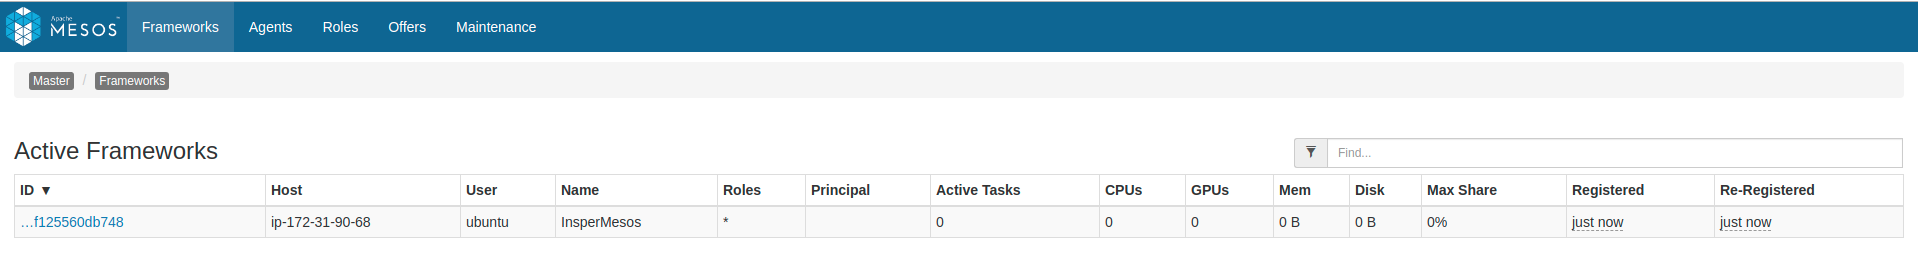 Apache MESOS™ Frameworks Agents Roles Offers Maintenance
Master / Frameworks
Active Frameworks Find...
ID ▼ Host User Name Roles Principal Active Tasks CPUs GPUs Mem Disk Max Share Registered Re-Registered
…f125560db748 ip-172-31-90-68 ubuntu InsperMesos * 0 0 0 0 B 0 B 0% just now just now